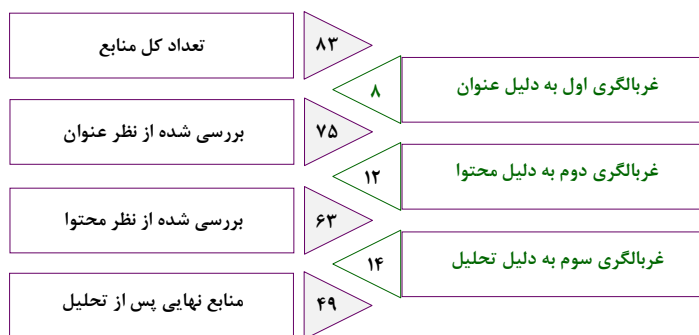 تعداد کل منابع
۸۳
غربالگری اول به دلیل عنوان
۸
بررسی شده از نظر عنوان
۷۵
غربالگری دوم به دلیل محتوا
۱۲
بررسی شده از نظر محتوا
۶۳
غربالگری سوم به دلیل تحلیل
۱۴
منابع نهایی پس از تحلیل
۴۹